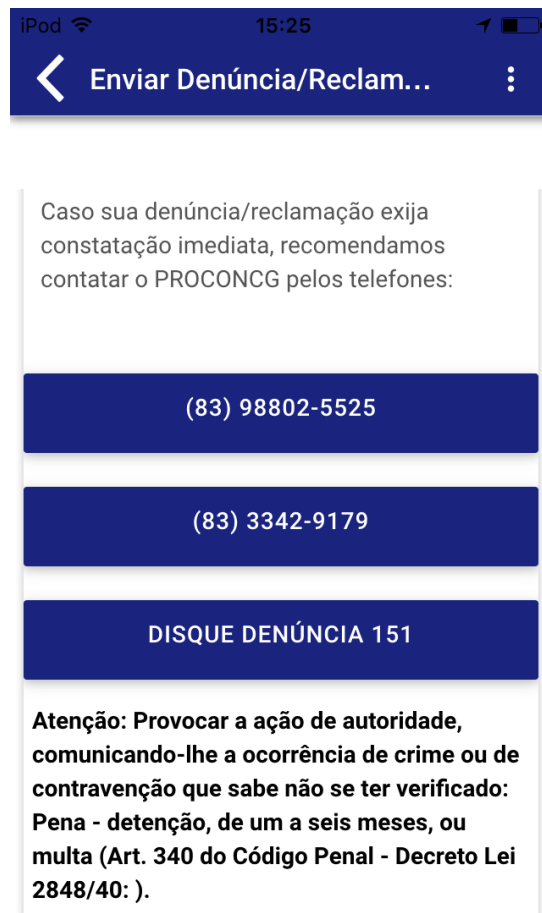 iPod 15:25
Enviar Denúncia/Reclam...
Caso sua denúncia/reclamação exija
constatação imediata, recomendamos
contatar o PROCONCG pelos telefones:
(83) 98802-5525
(83) 3342-9179
DISQUE DENÚNCIA 151
Atenção: Provocar a ação de autoridade,
comunicando-lhe a ocorrência de crime ou de
contravenção que sabe não se ter verificado:
Pena - detenção, de um a seis meses, ou
multa (Art. 340 do Código Penal - Decreto Lei
2848/40: ).